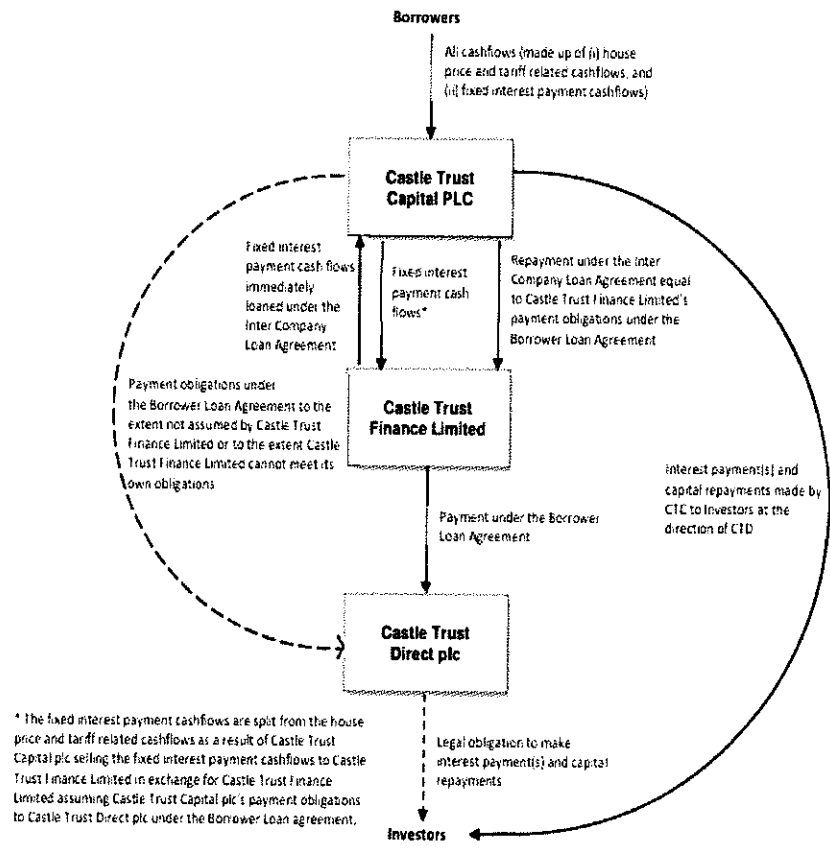 Borrowers
All cashflows (made up of (i) house
price and tariff related cashflows, and
(ii) fixed interest payment cashflows)
Castle Trust
Capital PLC
Fixed interest
payment cash flows
immediately
loaned under the
Inter Company
Loan Agreement
Fixed interest
payment cash
flows*
Repayment under the Inter
Company Loan Agreement equal
to Castle Trust Finance Limited's
payment obligations under the
Borrower Loan Agreement
Payment obligations under
the Borrower Loan Agreement to the
extent not assumed by Castle Trust
Finance Limited or to the extent Castle
Trust Finance Limited cannot meet its
own obligations
Castle Trust
Finance Limited
Interest payment(s) and
capital repayments made by
CTC to Investors at the
direction of CTD
Payment under the Borrower
Loan Agreement
Castle Trust
Direct plc
* The fixed interest payment cashflows are split from the house
price and tariff related cashflows as a result of Castle Trust
Capital plc selling the fixed interest payment cashflows to Castle
Trust Finance Limited in exchange for Castle Trust Finance
Limited assuming Castle Trust Capital plc's payment obligations
to Castle Trust Direct plc under the Borrower Loan agreement.
Legal obligation to make
interest payment(s) and capital
repayments
Investors